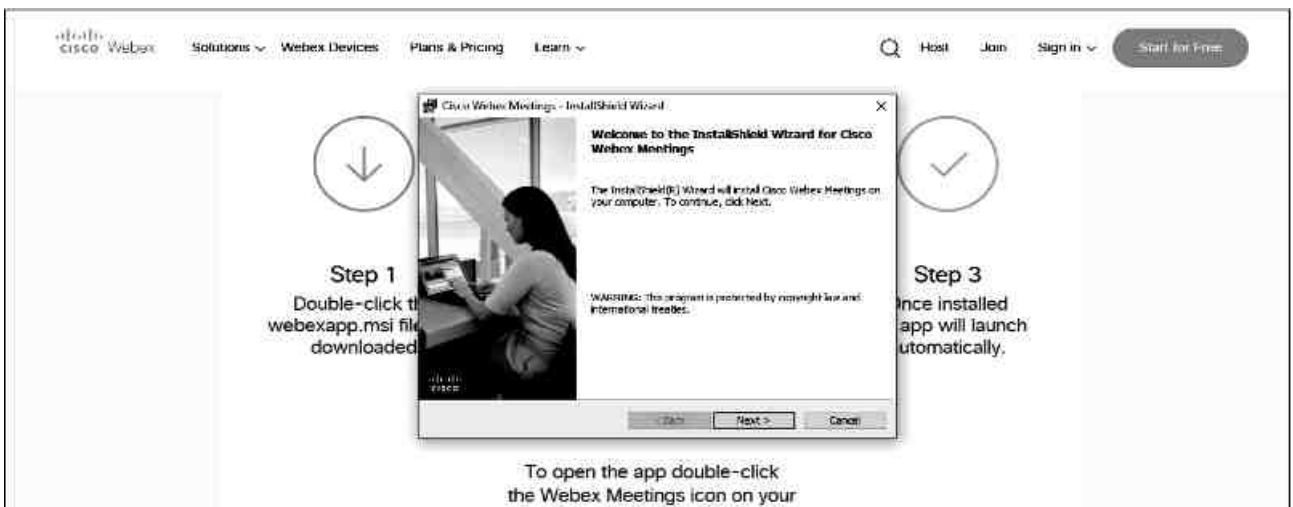 cisco Webex Solutions Webex Devices Plans & Pricing Learn Host Join Sign in Start for Free
Cisco Webex Meetings - InstallShield Wizard
Welcome to the InstallShield Wizard for Cisco
Webex Meetings
The InstallShield(R) Wizard will install Cisco Webex Meetings on
your computer. To continue, click Next.
WARNING: This program is protected by copyright law and
international treaties.
cisco
< Back Next > Cancel
Step 1
Double-click th
webexapp.msi file
downloaded
Step 3
Once installed
app will launch
utomatically.
To open the app double-click
the Webex Meetings icon on your